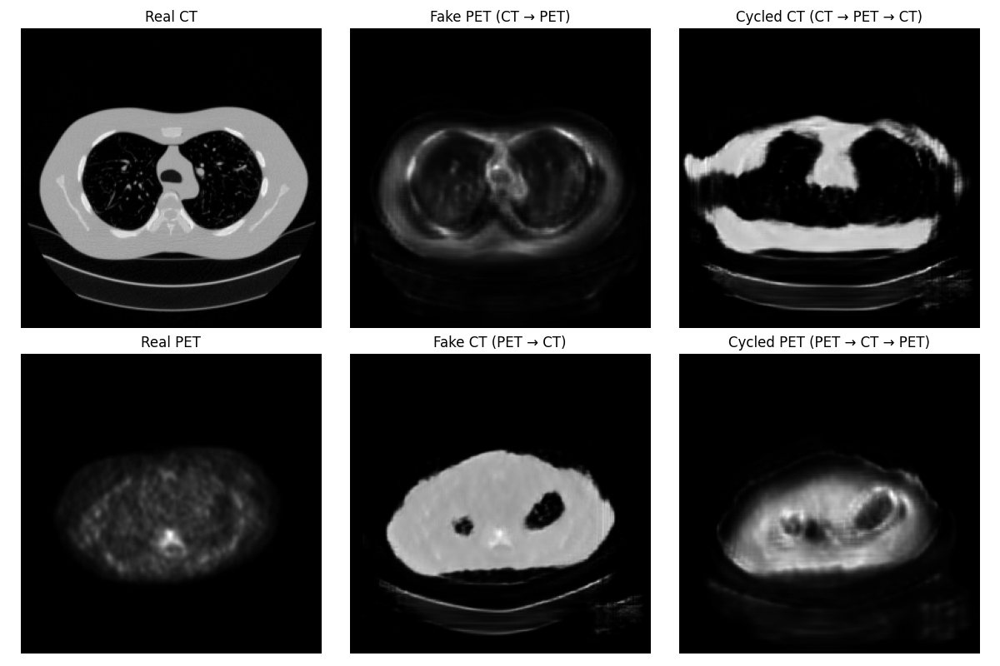 Real CT
Fake PET (CT → PET)
Cycled CT (CT → PET → CT)
Real PET
Fake CT (PET → CT)
Cycled PET (PET → CT → PET)